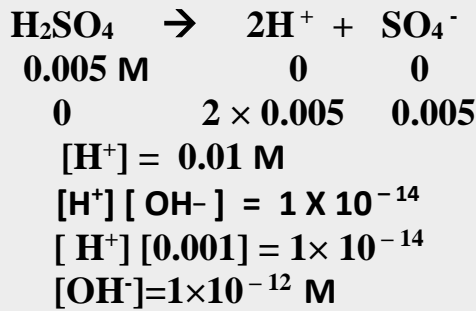 H₂SO₄ → 2H⁺ + SO₄⁻
0.005 M 0 0
0 2 × 0.005 0.005
[H⁺] = 0.01 M
[H⁺] [ OH– ] = 1 X 10⁻¹⁴
[ H⁺] [0.001] = 1× 10⁻¹⁴
[OH⁻]=1×10⁻¹² M